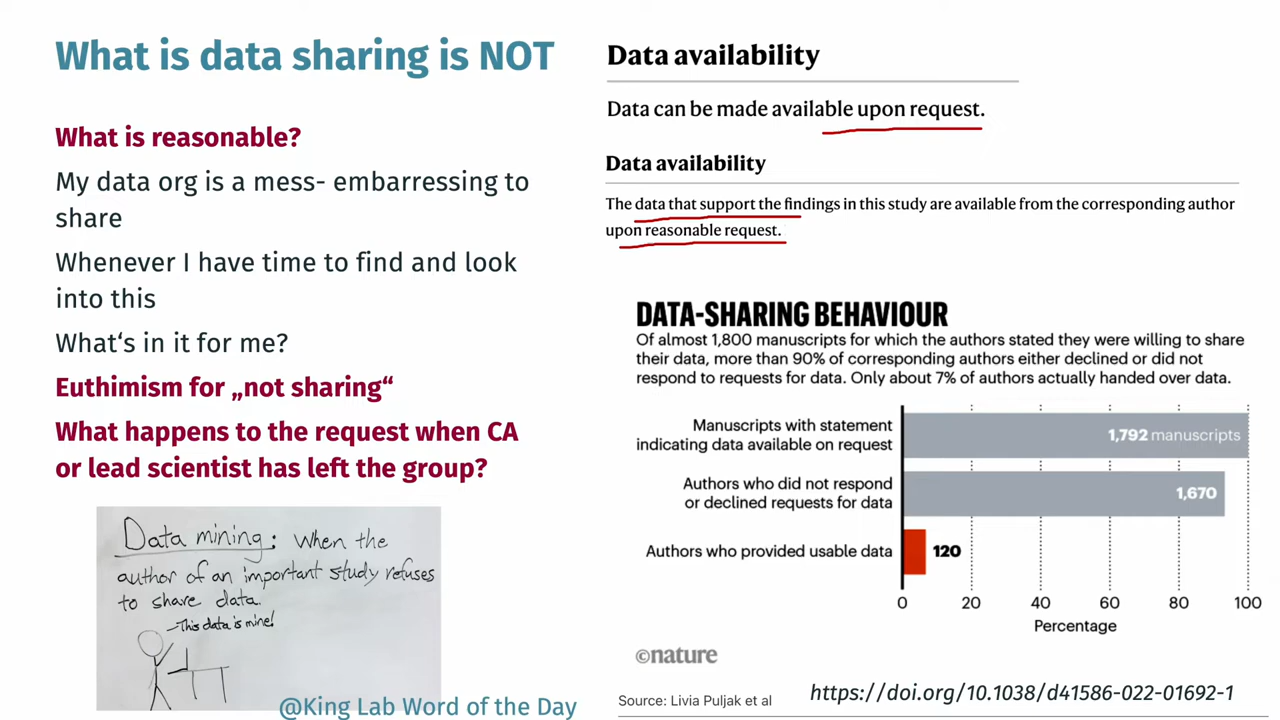 What is data sharing is NOT
What is reasonable?
My data org is a mess- embarressing to
share
Whenever I have time to find and look
into this
What‘s in it for me?
Euthimism for „not sharing“
What happens to the request when CA
or lead scientist has left the group?
Data mining: When the
author of an important study refuses
to share data.
-This data is mine!
@King Lab Word of the Day
Data availability
Data can be made available upon request.
Data availability
The data that support the findings in this study are available from the corresponding author
upon reasonable request.
DATA-SHARING BEHAVIOUR
Of almost 1,800 manuscripts for which the authors stated they were willing to share
their data, more than 90% of corresponding authors either declined or did not
respond to requests for data. Only about 7% of authors actually handed over data.
Manuscripts with statement
indicating data available on request
1,792 manuscripts
Authors who did not respond
or declined requests for data
1,670
Authors who provided usable data
120
0 20 40 60 80 100
Percentage
©nature
Source: Livia Puljak et al
https://doi.org/10.1038/d41586-022-01692-1